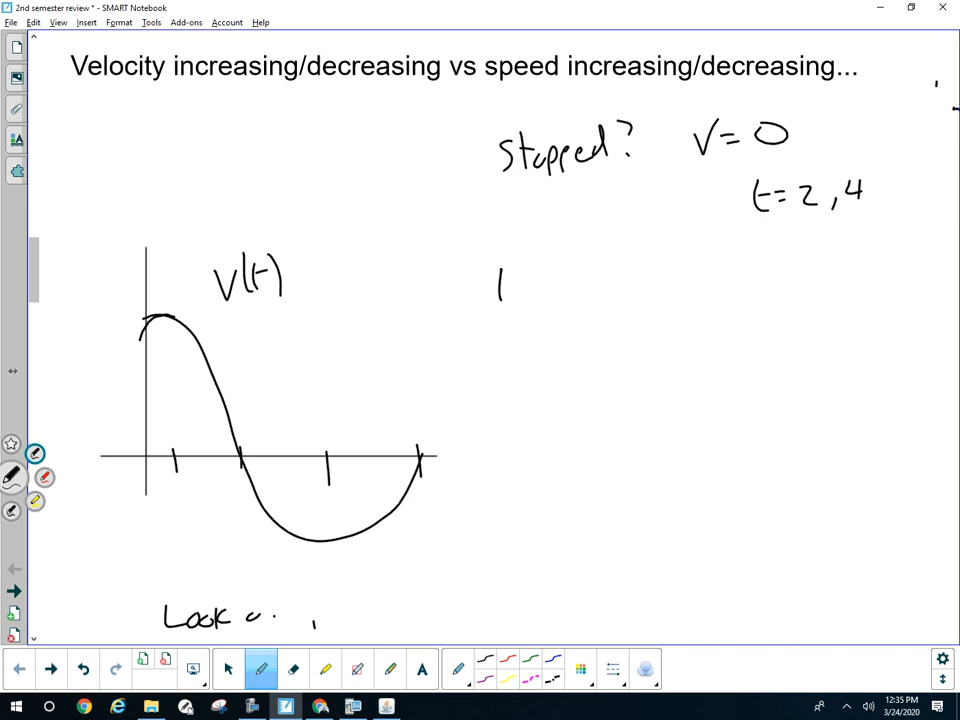 2nd semester review * - SMART Notebook
File Edit View Insert Format Tools Add-ons Account Help
Velocity increasing/decreasing vs speed increasing/decreasing...
stopped? V = 0
t = 2, 4
V(t)
Look
A
12:35 PM
3/24/2020